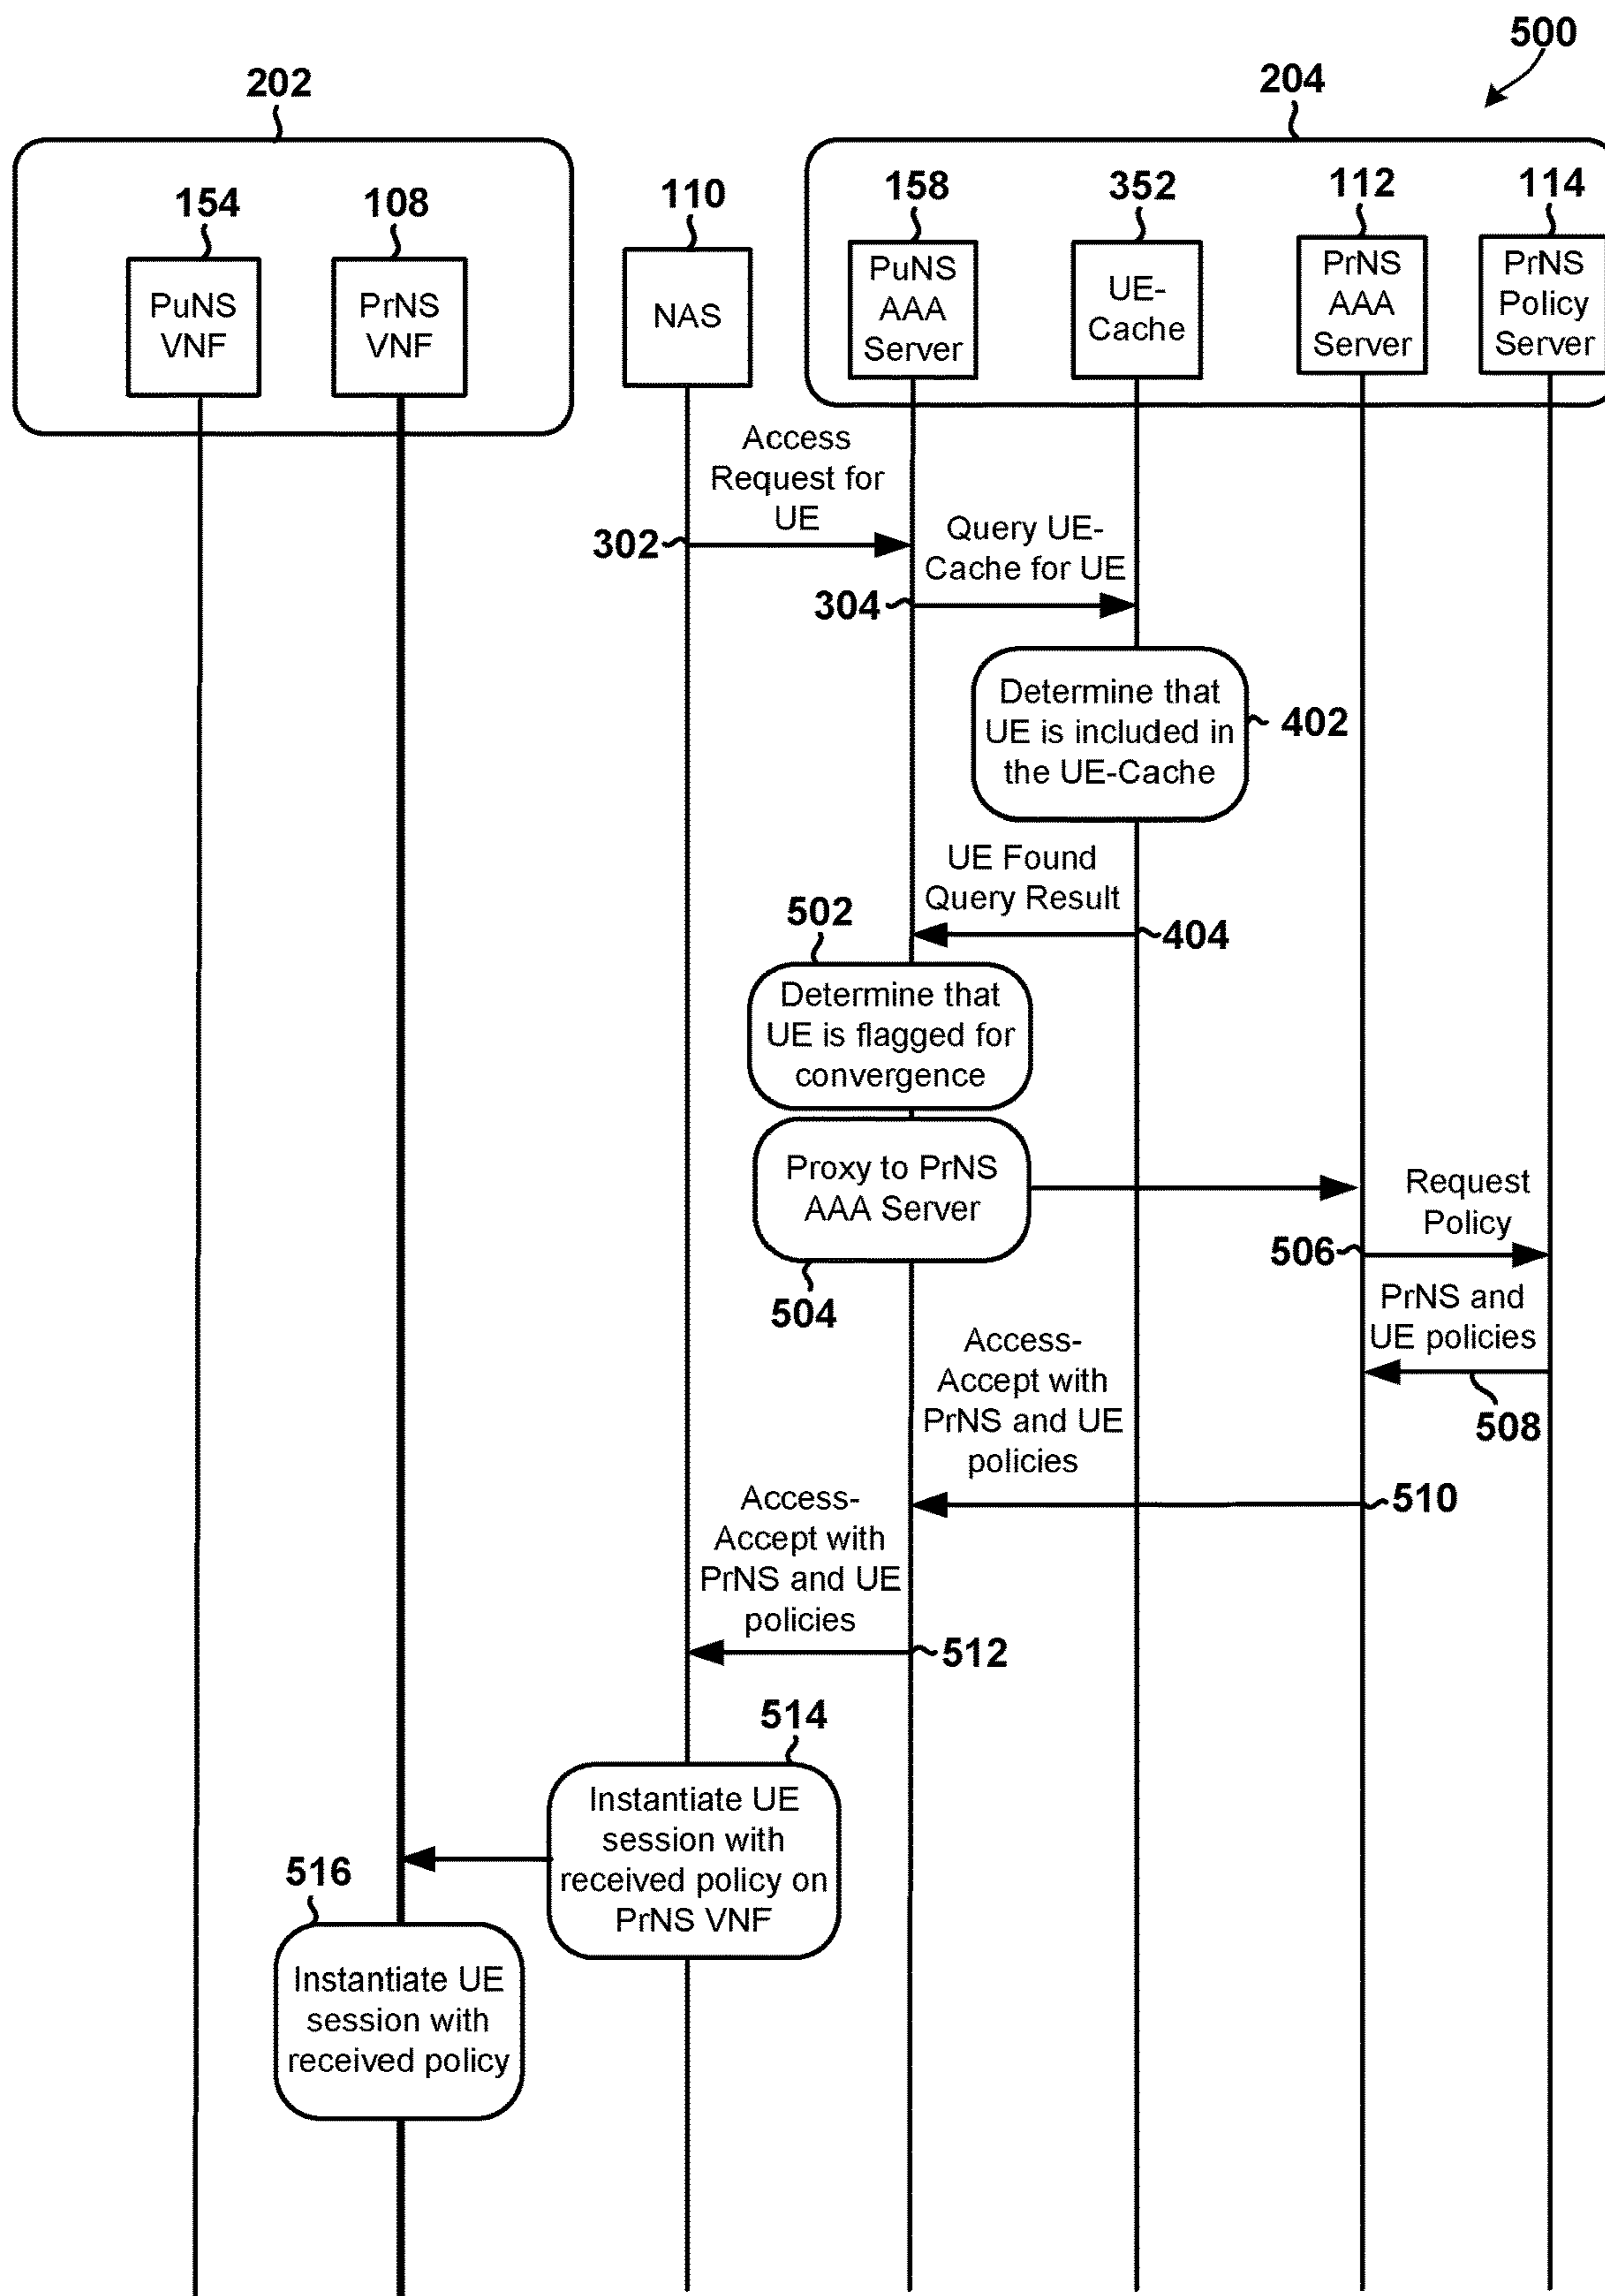 500
202
204
154
108
110
158
352
112
114
PuNS
VNF
PrNS
VNF
NAS
PuNS
AAA
Server
UE-
Cache
PrNS
AAA
Server
PrNS
Policy
Server
Access
Request for
UE
302
Query UE-
Cache for UE
304
Determine that
UE is included in
the UE-Cache
402
UE Found
Query Result
404
502
Determine that
UE is flagged for
convergence
Proxy to PrNS
AAA Server
504
Request
Policy
506
PrNS and
UE policies
508
Access-
Accept with
PrNS and UE
policies
510
Access-
Accept with
PrNS and UE
policies
512
514
Instantiate UE
session with
received policy on
PrNS VNF
516
Instantiate UE
session with
received policy